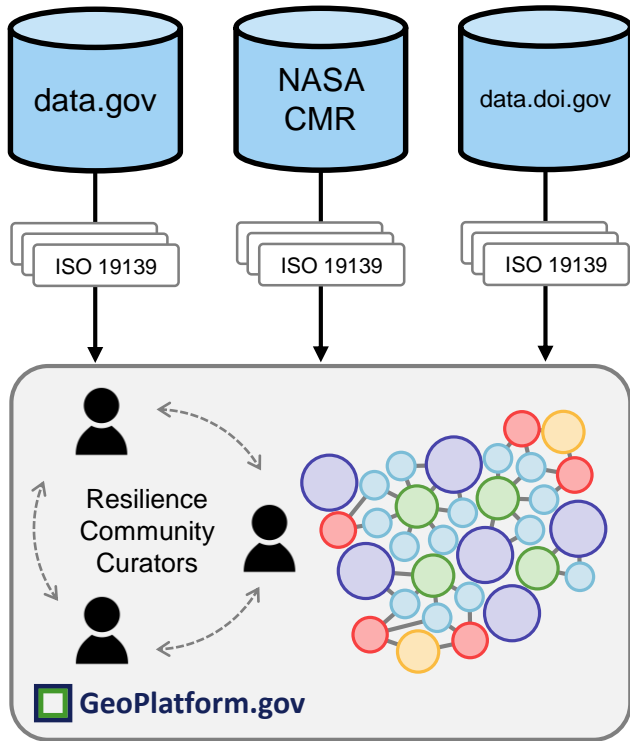 data.gov
NASA
CMR
data.doi.gov
ISO 19139
ISO 19139
ISO 19139
Resilience
Community
Curators
GeoPlatform.gov